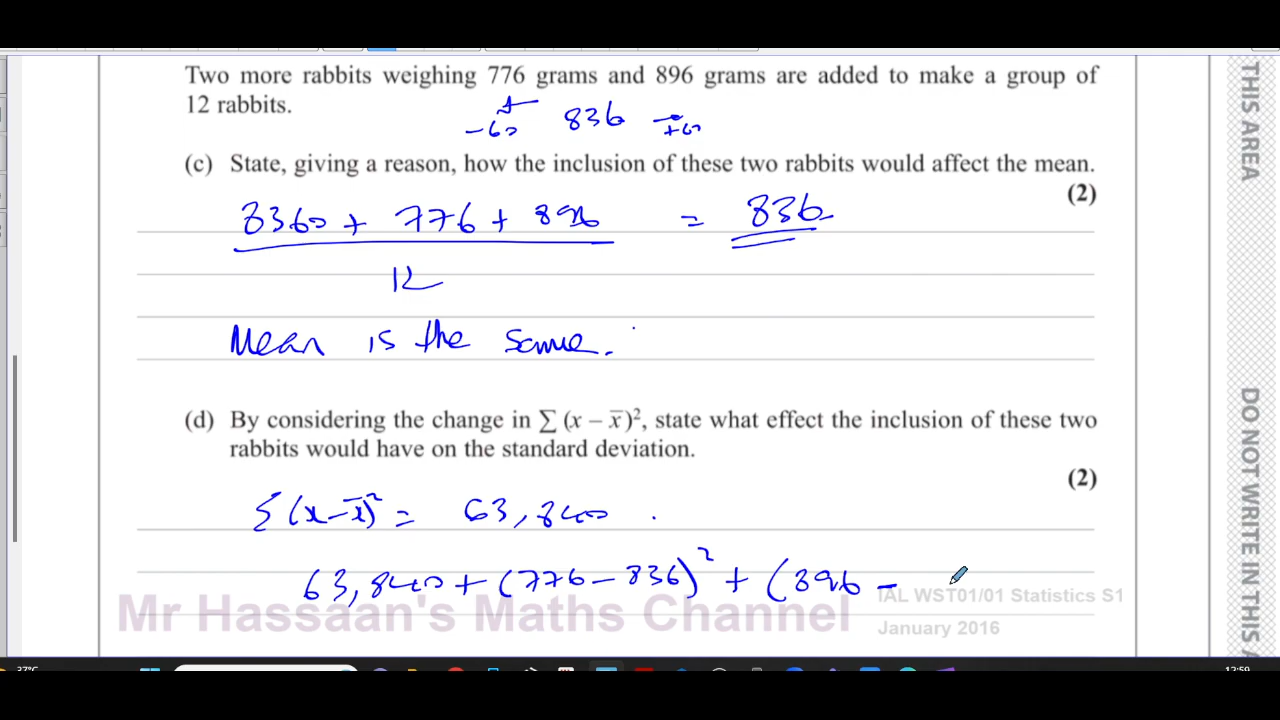 Two more rabbits weighing 776 grams and 896 grams are added to make a group of
12 rabbits.
-60 836 +60
(c) State, giving a reason, how the inclusion of these two rabbits would affect the mean.
(2)
8360 + 776 + 896 = 836
12
Mean is the same.
(d) By considering the change in ∑ (x – x̄)², state what effect the inclusion of these two
rabbits would have on the standard deviation.
(2)
Σ(x-x̄)² = 63,840 .
63,840 + (776 - 836)² + (896 -
Mr Hassaan's Maths Channel
IAL WST01/01 Statistics S1
January 2016
THIS AREA
DO NOT WRITE IN THIS A
37°C
12:59